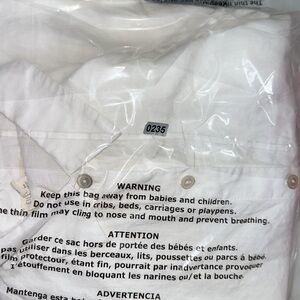 0235
WARNING
Keep this bag away from babies and children.
Do not use in cribs, beds, carriages or playpens.
The thin film may cling to nose and mouth and prevent breathing.
ATTENTION
Garder ce sac hors de portée des bébés et enfants.
pas utiliser dans les berceaux, lits, poussettes ou parcs à bébé.
film protectour, étant fin, pourrait par inadvertance provoquer
l'étouffement en bloquant les narines ou/et la bouche.
ADVERTENCIA
Mantenga esta